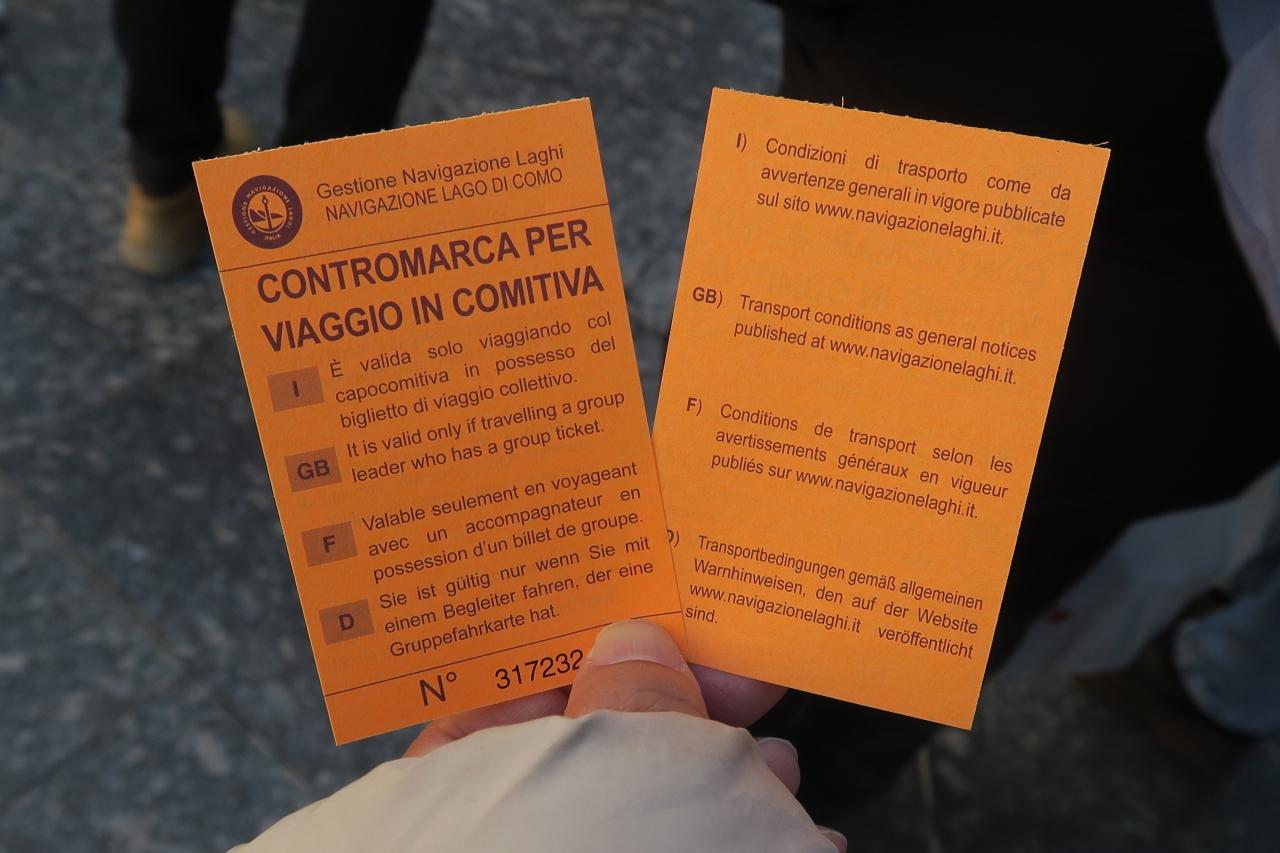 GESTIONE NAVIGAZIONE LAGHI
ITALIA
Gestione Navigazione Laghi
NAVIGAZIONE LAGO DI COMO
CONTROMARCA PER
VIAGGIO IN COMITIVA
I
È valida solo viaggiando col
capocomitiva in possesso del
biglietto di viaggio collettivo.
GB
It is valid only if travelling a group
leader who has a group ticket.
F
Valable seulement en voyageant
avec un accompagnateur en
possession d'un billet de groupe.
D
Sie ist gültig nur wenn Sie mit
einem Begleiter fahren, der eine
Gruppefahrkarte hat.
N° 317232
I) Condizioni di trasporto come da
avvertenze generali in vigore pubblicate
sul sito www.navigazionelaghi.it.
GB) Transport conditions as general notices
published at www.navigazionelaghi.it.
F) Conditions de transport selon les
avertissements généraux en vigueur
publiés sur www.navigazionelaghi.it.
D) Transportbedingungen gemäß allgemeinen
Warnhinweisen, den auf der Website
www.navigazionelaghi.it veröffentlicht
sind.